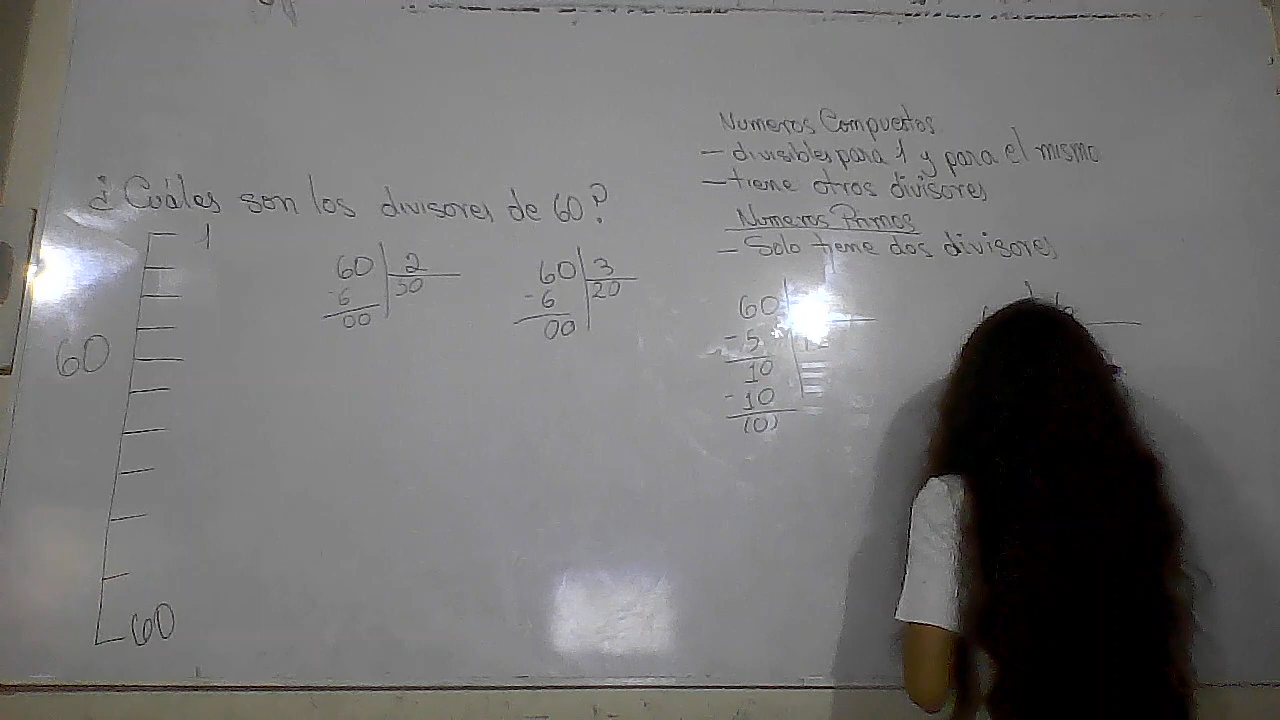 ¿Cuáles son los divisores de 60?
1
60
60
60 2
-6 30
00
60 3
-6 20
00
Numeros Compuestos
- divisibles para 1 y para el mismo
- tiene otros divisores
Numeros Primos
- Solo tiene dos divisores
60
-5
10
-10
(0)